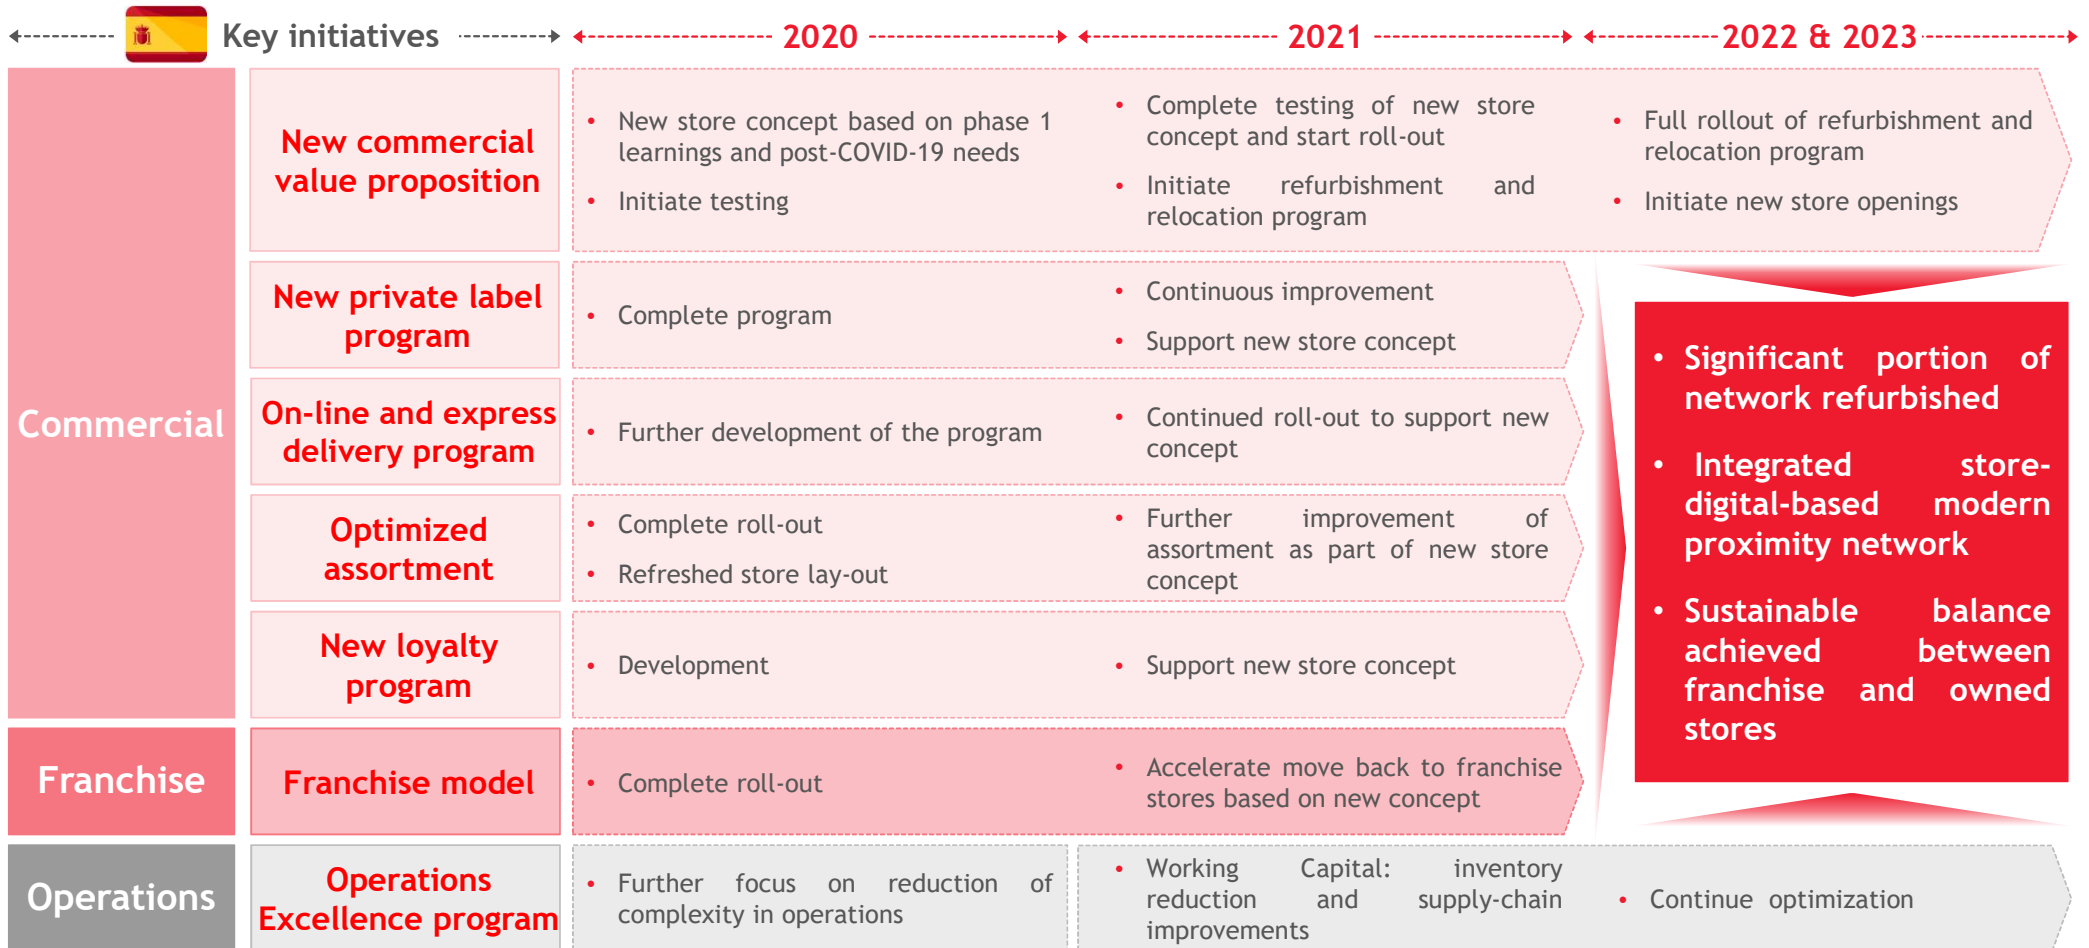 Key initiatives
2020
2021
2022 & 2023
Commercial
New commercial
value proposition
• New store concept based on phase 1
learnings and post-COVID-19 needs
• Initiate testing
• Complete testing of new store
concept and start roll-out
• Initiate refurbishment and
relocation program
• Full rollout of refurbishment and
relocation program
• Initiate new store openings
New private label
program
• Complete program
• Continuous improvement
• Support new store concept
On-line and express
delivery program
• Further development of the program
• Continued roll-out to support new
concept
Optimized
assortment
• Complete roll-out
• Refreshed store lay-out
• Further improvement of
assortment as part of new store
concept
New loyalty
program
• Development
• Support new store concept
• Significant portion of
network refurbished
• Integrated store-
digital-based modern
proximity network
• Sustainable balance
achieved between
franchise and owned
stores
Franchise
Franchise model
• Complete roll-out
• Accelerate move back to franchise
stores based on new concept
Operations
Operations
Excellence program
• Further focus on reduction of
complexity in operations
• Working Capital: inventory
reduction and supply-chain
improvements
• Continue optimization